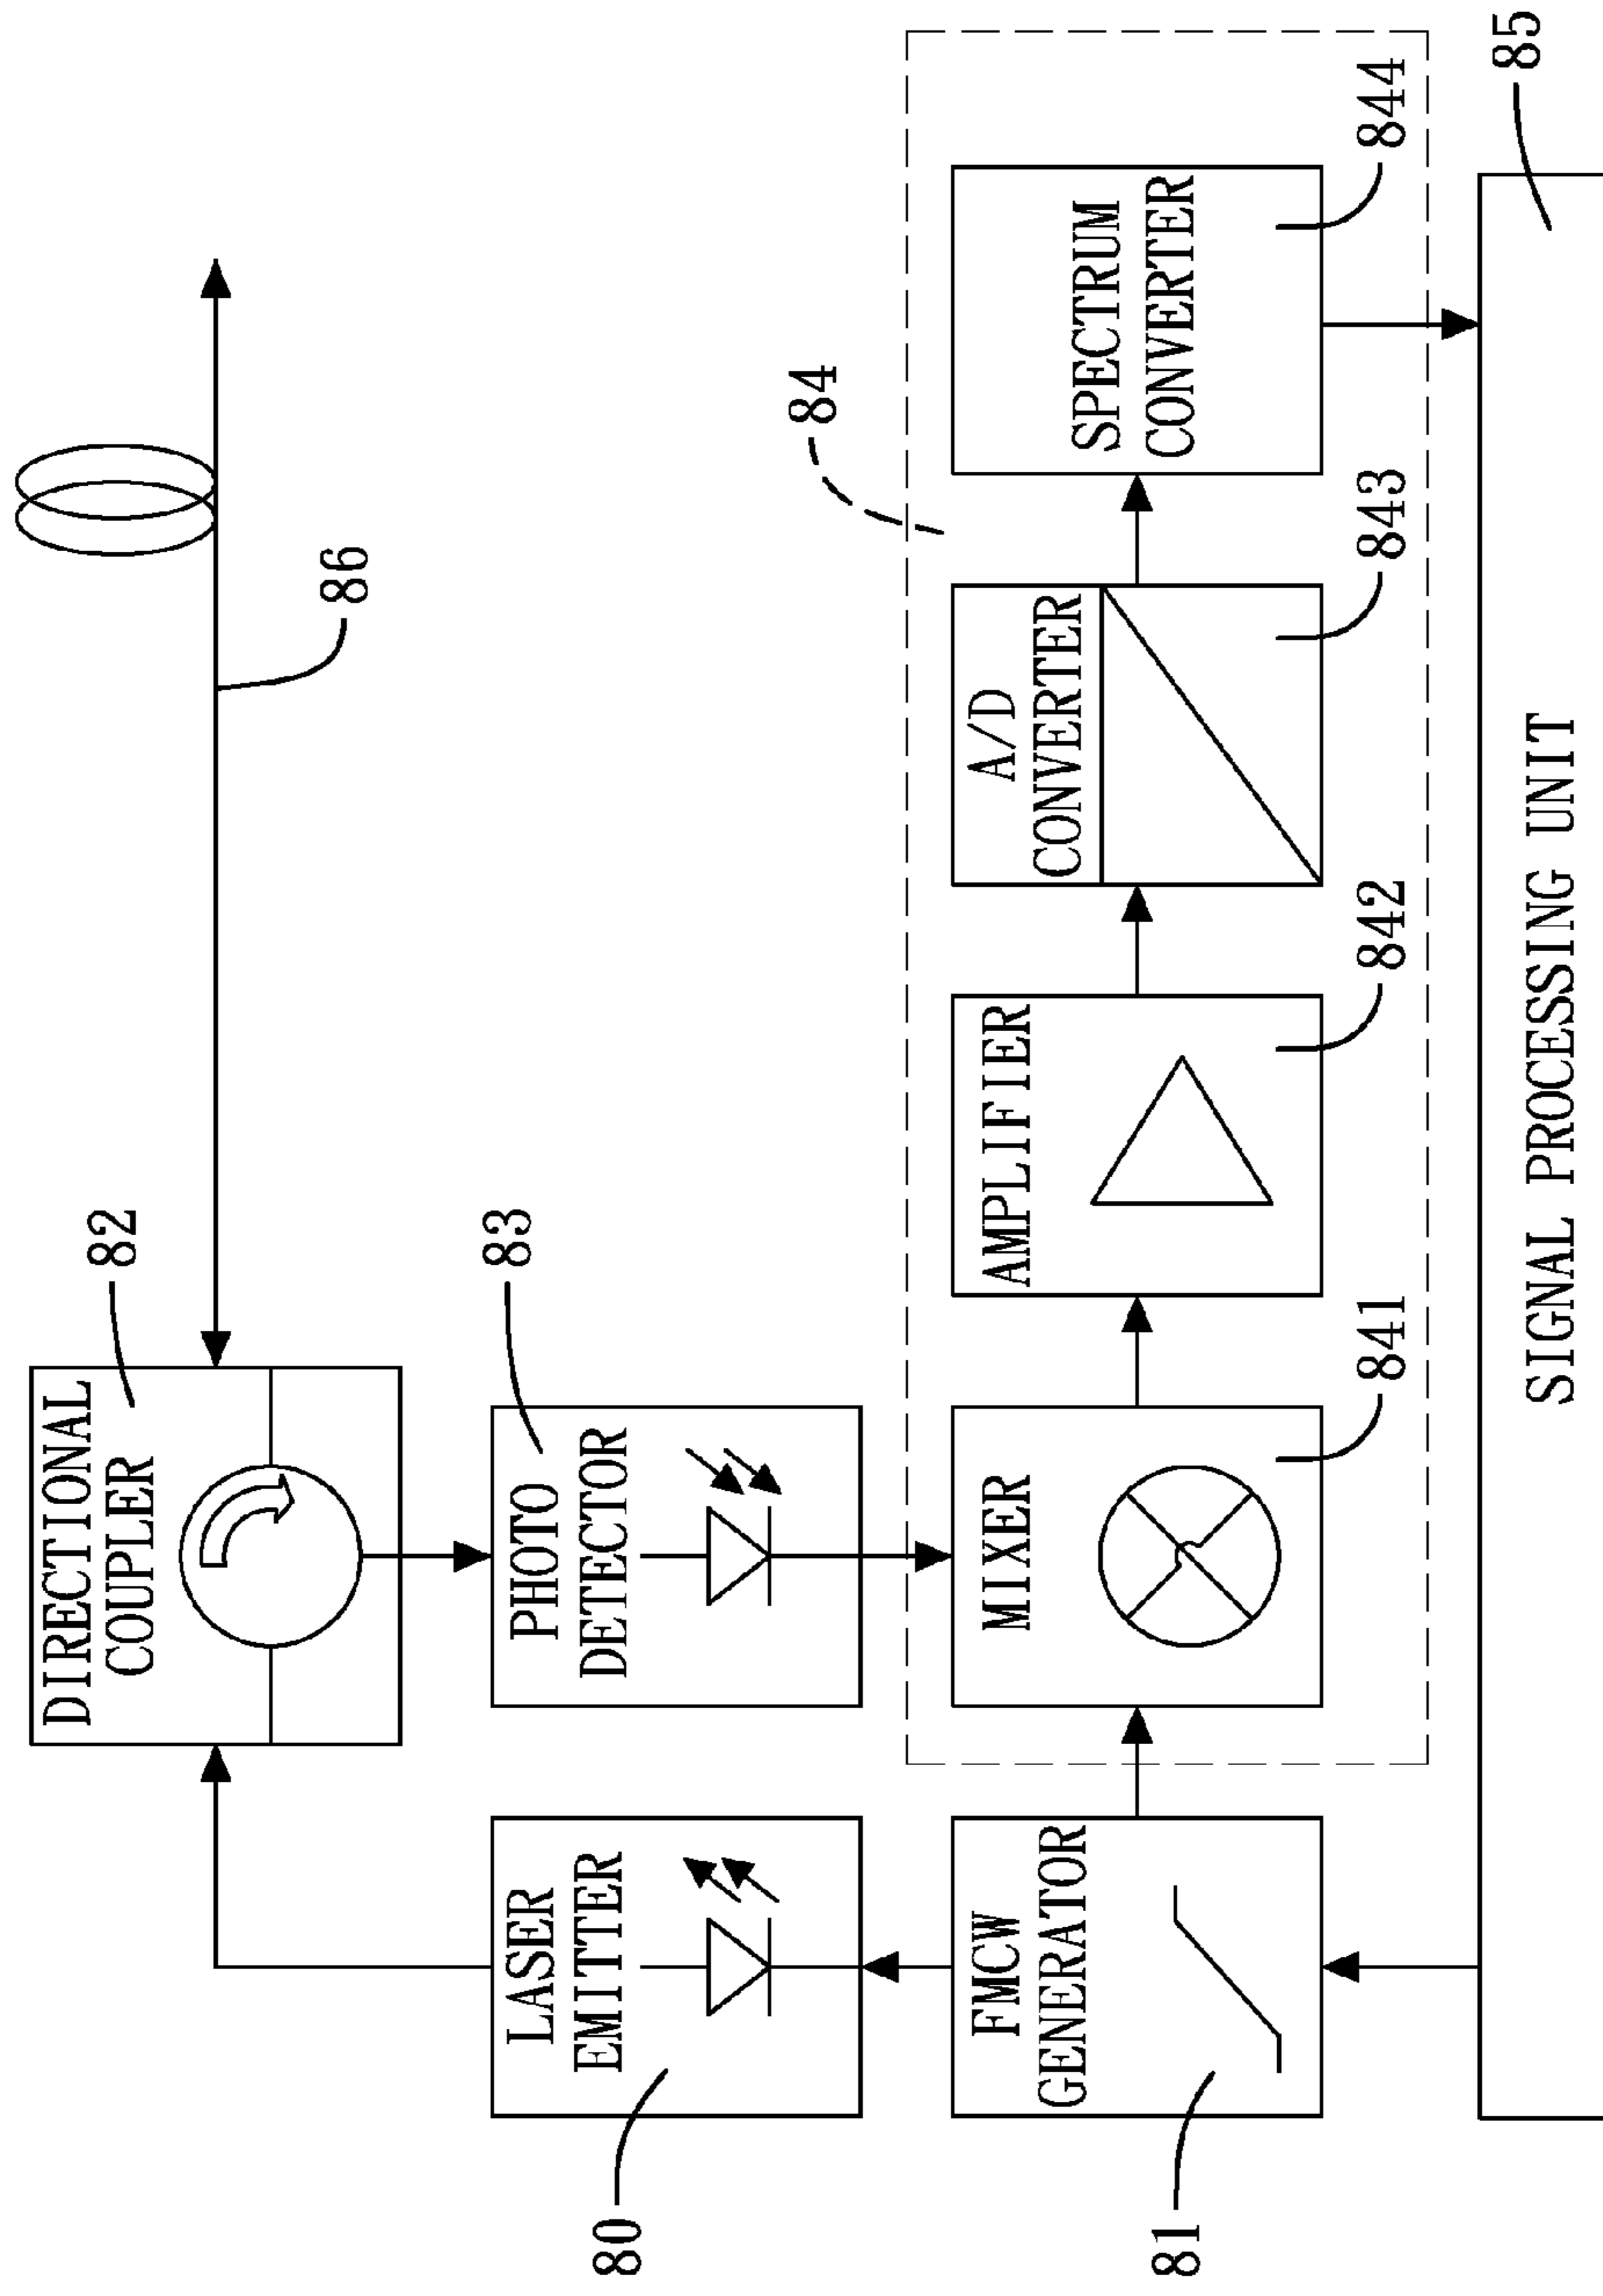 82
DIRECTIONAL
COUPLER
86
80
LASER
EMITTER
83
PHOTO
DETECTOR
84
81
FMCW
GENERATOR
MIXER
AMPLIFIER
A/D
CONVERTER
SPECTRUM
CONVERTER
841
842
843
844
85
SIGNAL PROCESSING UNIT